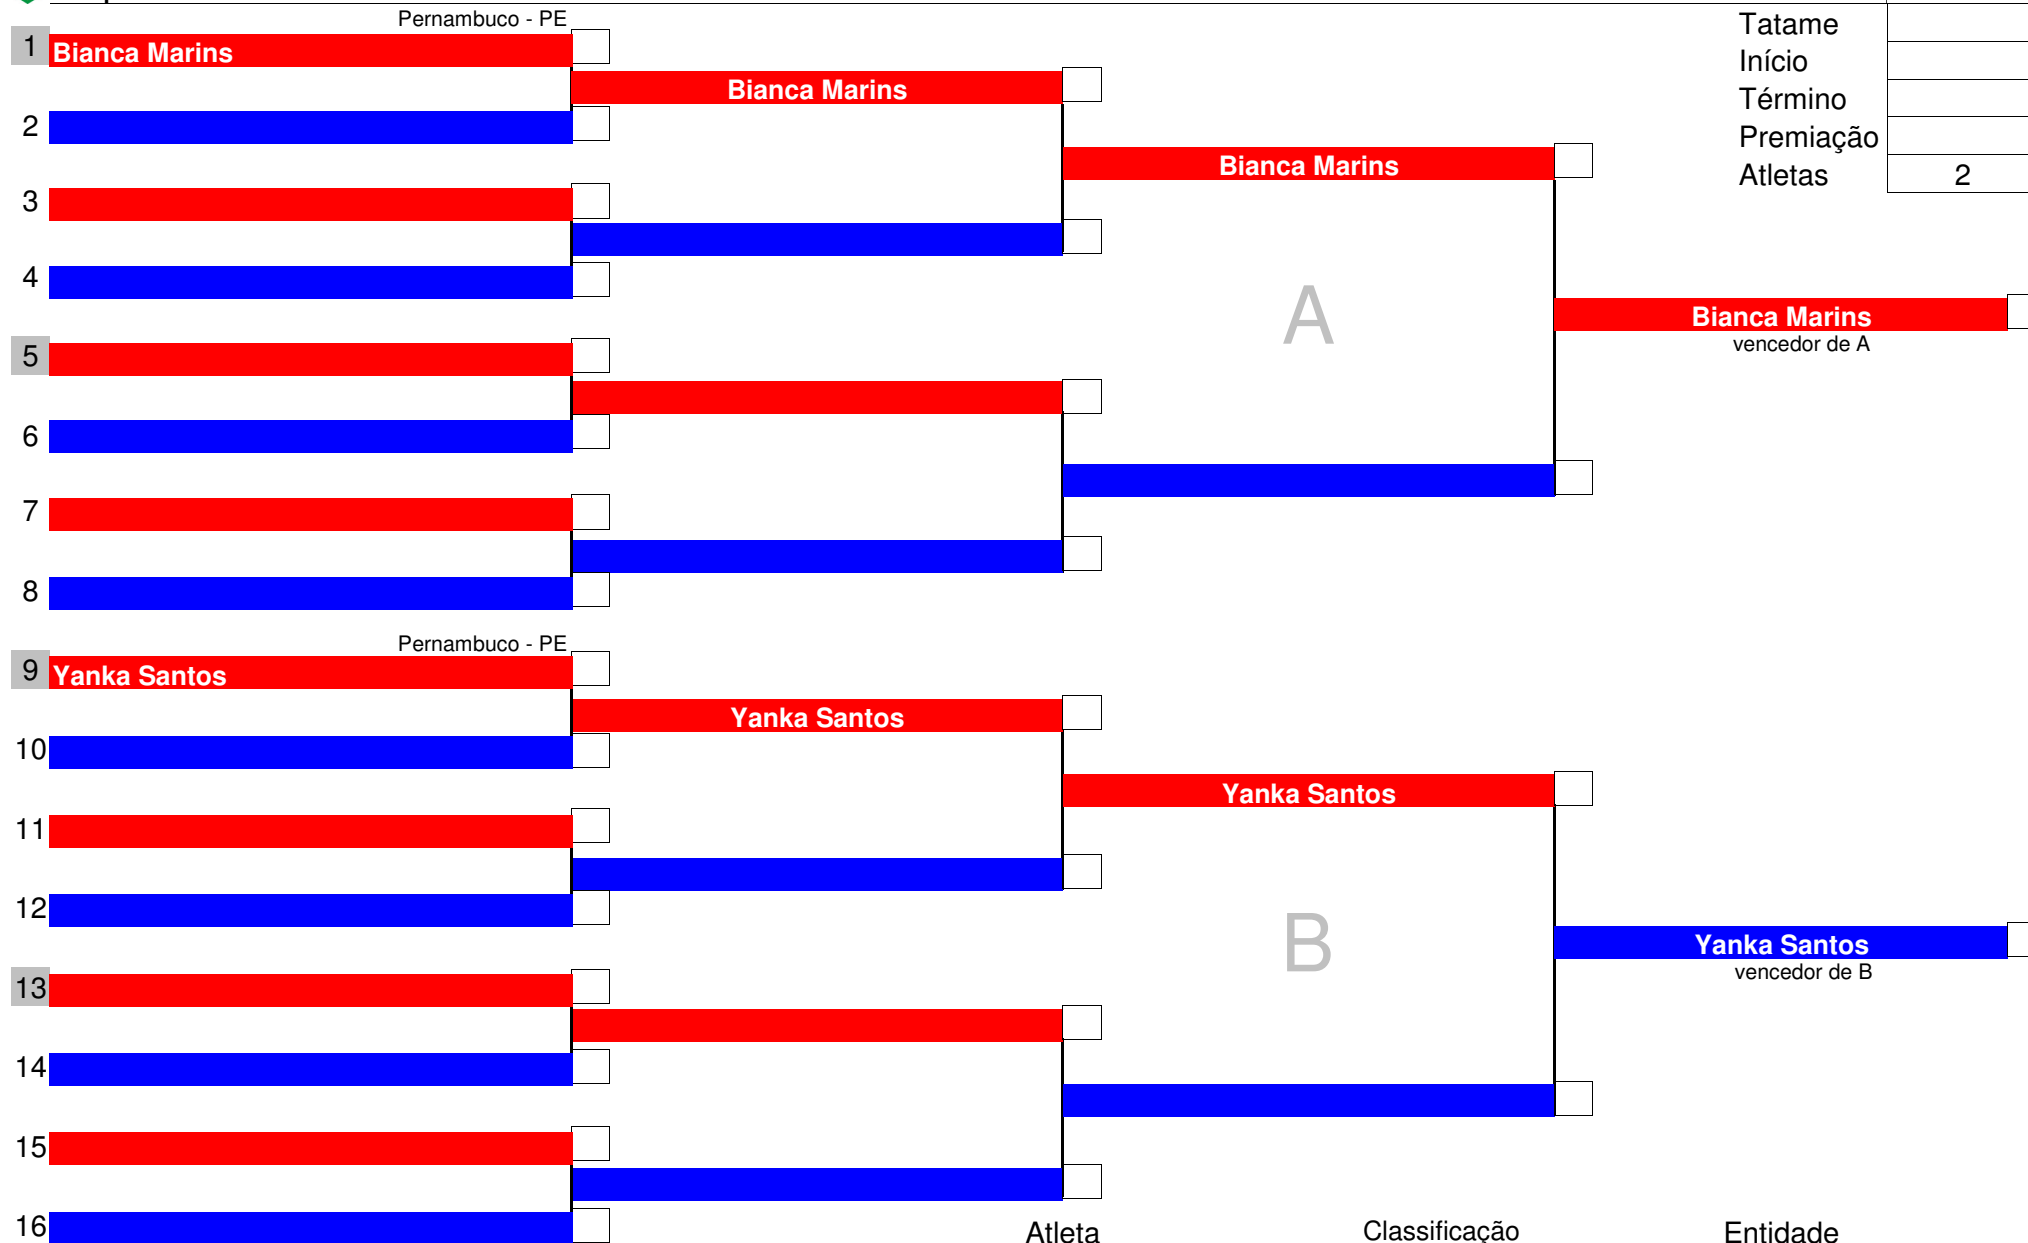 Pernambuco - PE
Tatame
1 Bianca Marins
Bianca Marins
Início
Término
2
Premiação
Bianca Marins
Atletas 2
3
4
A
Bianca Marins
vencedor de A
5
6
7
8
Pernambuco - PE
9 Yanka Santos
Yanka Santos
10
Yanka Santos
11
12
B
Yanka Santos
vencedor de B
13
14
15
16
Atleta Classificação Entidade